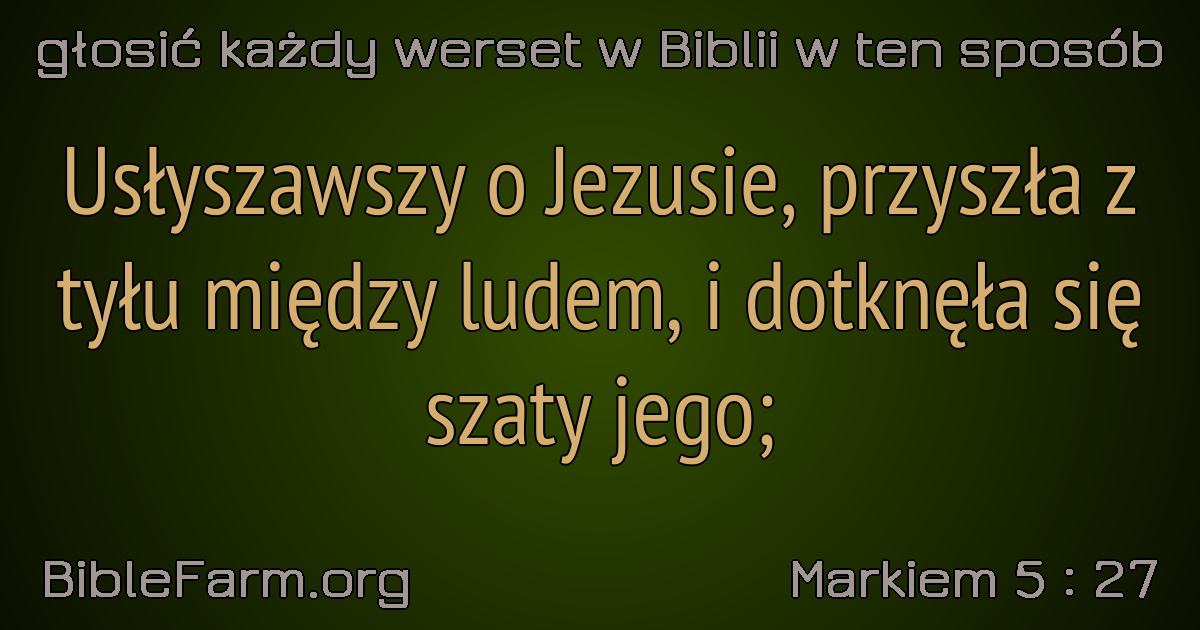 głosić każdy werset w Biblii w ten sposób
Usłyszawszy o Jezusie, przyszła z
tyłu między ludem, i dotknęła się
szaty jego;
BibleFarm.org
Markiem 5 : 27